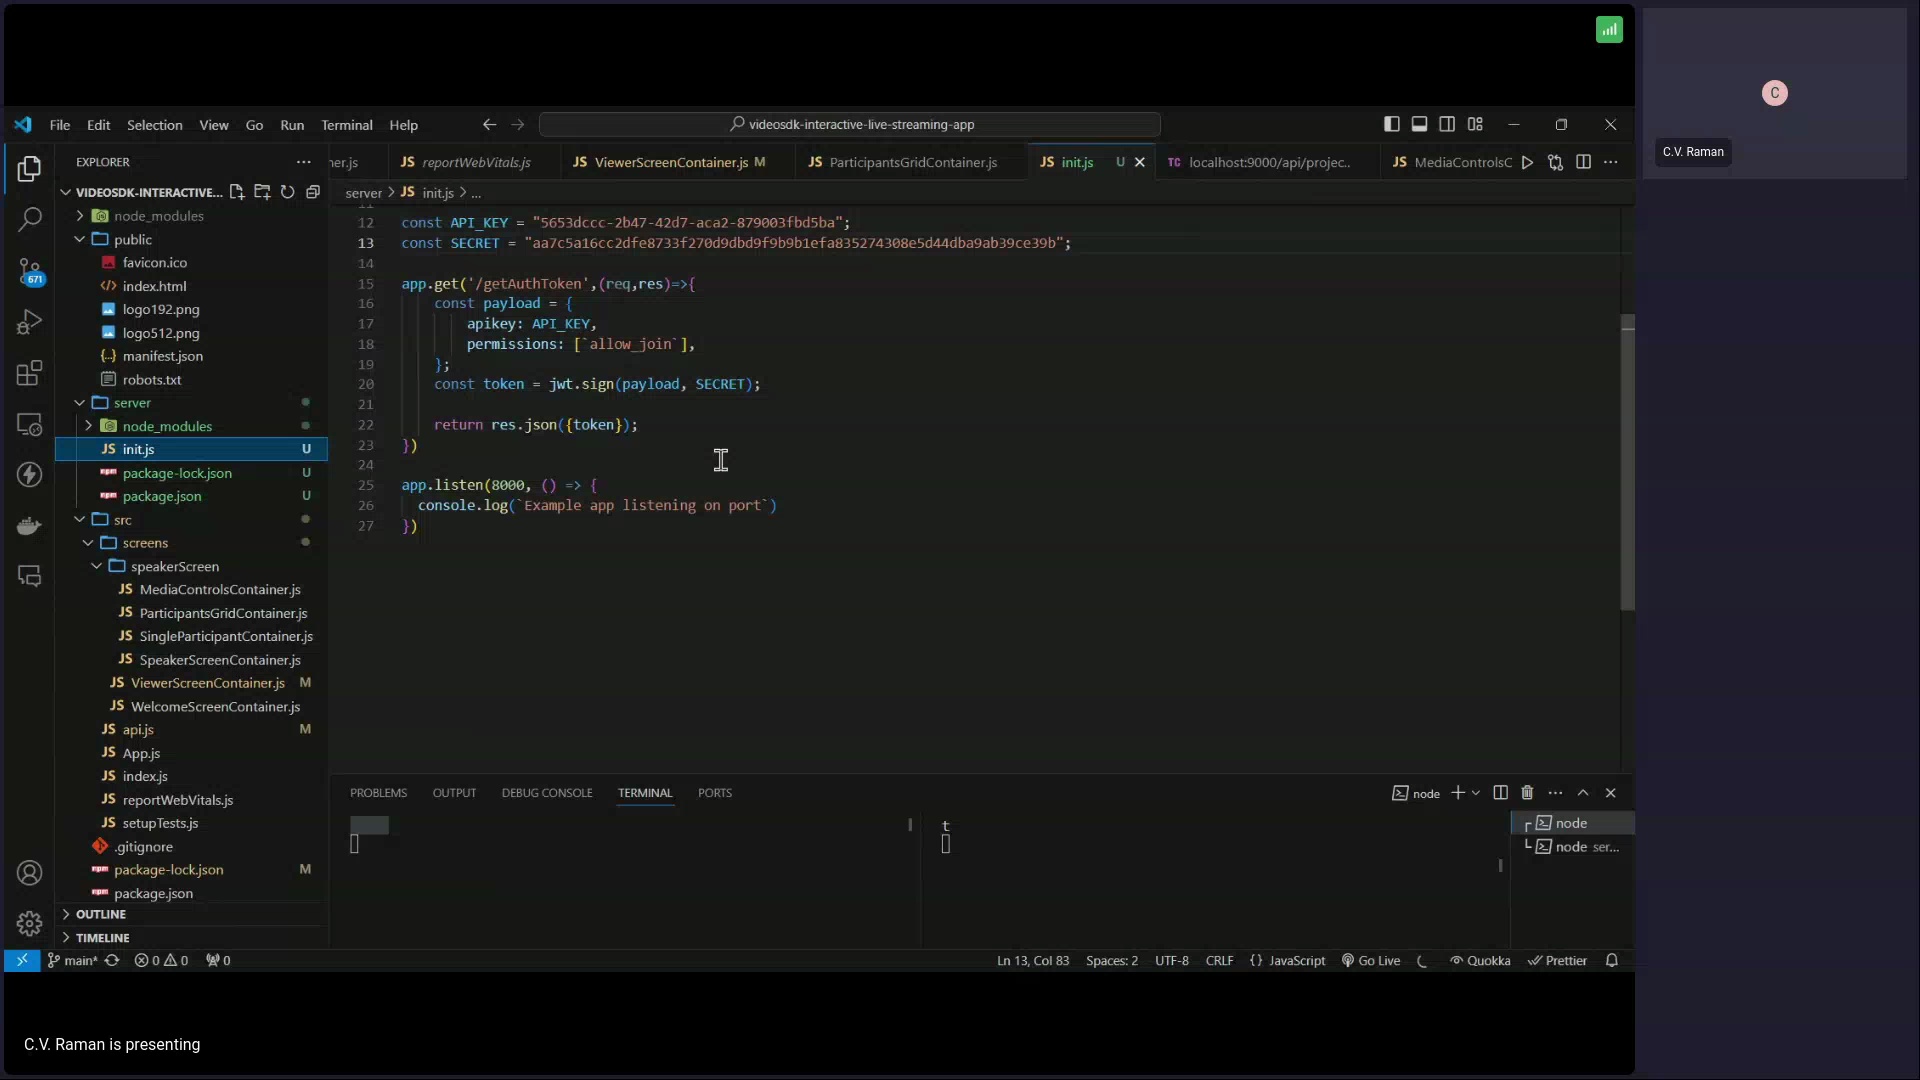 File Edit Selection View Go Run Terminal Help
videosdk-interactive-live-streaming-app
EXPLORER
VIDEOSDK-INTERACTIVE...
node_modules
public
favicon.ico
index.html
logo192.png
logo512.png
manifest.json
robots.txt
server
node_modules
init.js U
package-lock.json U
package.json U
src
screens
speakerScreen
MediaControlsContainer.js
ParticipantsGridContainer.js
SingleParticipantContainer.js
SpeakerScreenContainer.js
ViewerScreenContainer.js M
WelcomeScreenContainer.js
api.js M
App.js
index.js
reportWebVitals.js
setupTests.js
.gitignore
package-lock.json M
package.json
OUTLINE
TIMELINE
671
ner.js
JS reportWebVitals.js
JS ViewerScreenContainer.js M
JS ParticipantsGridContainer.js
JS init.js U
TC localhost:9000/api/projec..
JS MediaControlsC
server > JS init.js > ...
12 const API_KEY = "5653dccc-2b47-42d7-aca2-879003fbd5ba";
13 const SECRET = "aa7c5a16cc2dfe8733f270d9dbd9f9b9b1efa835274308e5d44dba9ab39ce39b";
14
15 app.get('/getAuthToken',(req,res)=>{
16 const payload = {
17 apikey: API_KEY,
18 permissions: [`allow_join`],
19 };
20 const token = jwt.sign(payload, SECRET);
21
22 return res.json({token});
23 })
24
25 app.listen(8000, () => {
26 console.log(`Example app listening on port`)
27 })
PROBLEMS OUTPUT DEBUG CONSOLE TERMINAL PORTS
node
t
node
node ser...
main* 0 0 0
Ln 13, Col 83 Spaces: 2 UTF-8 CRLF {} JavaScript Go Live Quokka Prettier
C
C.V. Raman
C.V. Raman is presenting